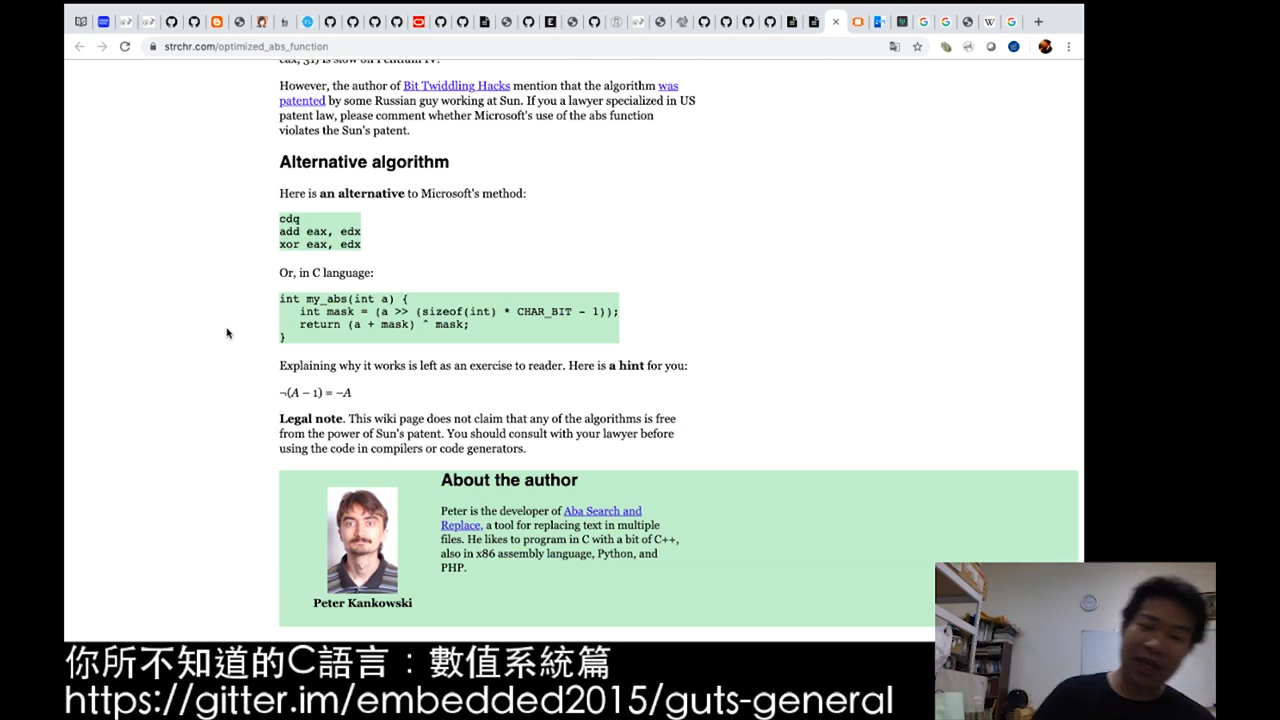 strchr.com/optimized_abs_function
eax, 31) is slow on Pentium IV.
However, the author of Bit Twiddling Hacks mention that the algorithm was
patented by some Russian guy working at Sun. If you a lawyer specialized in US
patent law, please comment whether Microsoft's use of the abs function
violates the Sun's patent.
Alternative algorithm
Here is an alternative to Microsoft's method:
cdq
add eax, edx
xor eax, edx
Or, in C language:
int my_abs(int a) {
int mask = (a >> (sizeof(int) * CHAR_BIT - 1));
return (a + mask) ^ mask;
}
Explaining why it works is left as an exercise to reader. Here is a hint for you:
¬(A − 1) = −A
Legal note. This wiki page does not claim that any of the algorithms is free
from the power of Sun's patent. You should consult with your lawyer before
using the code in compilers or code generators.
About the author
Peter is the developer of Aba Search and
Replace, a tool for replacing text in multiple
files. He likes to program in C with a bit of C++,
also in x86 assembly language, Python, and
PHP.
Peter Kankowski
你所不知道的C語言：數值系統篇
https://gitter.im/embedded2015/guts-general